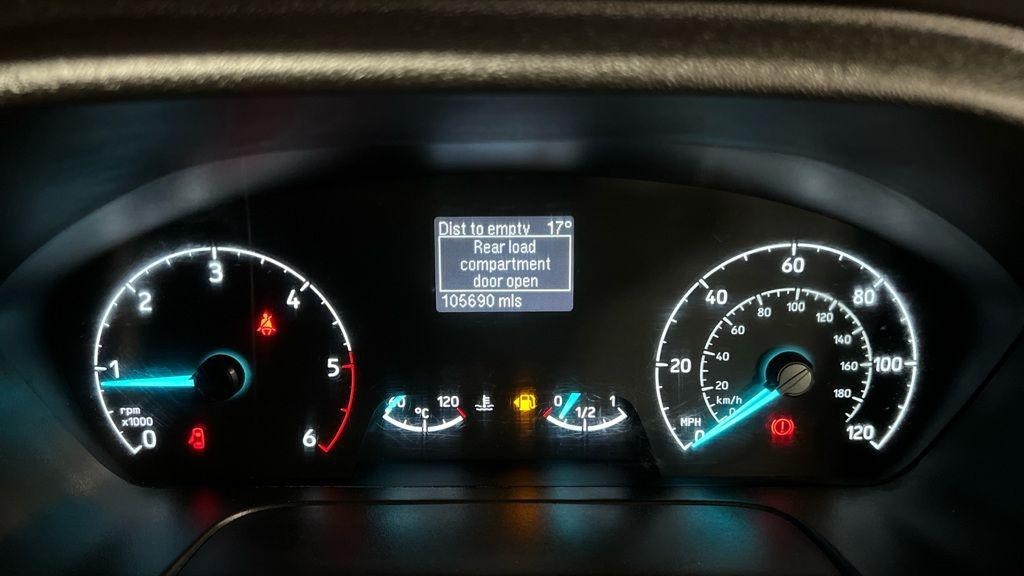 Dist to empty 17°
Rear load
compartment
door open
105690 mls
0
1
2
3
4
5
6
rpm
x1000
60 °C 120
0 1/2 1
0
20
40
60
80
100
120
MPH
0
20
40
60
80
100
120
140
160
180
km/h